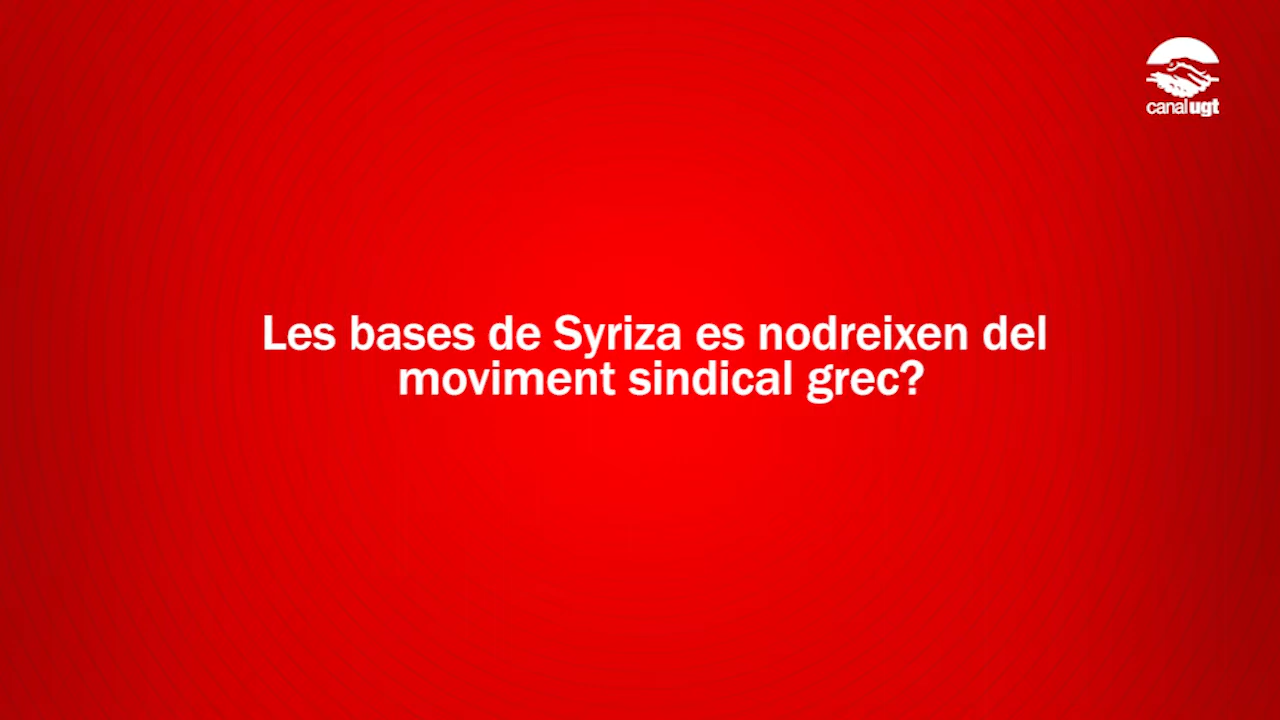 canalugt
Les bases de Syriza es nodreixen del
moviment sindical grec?